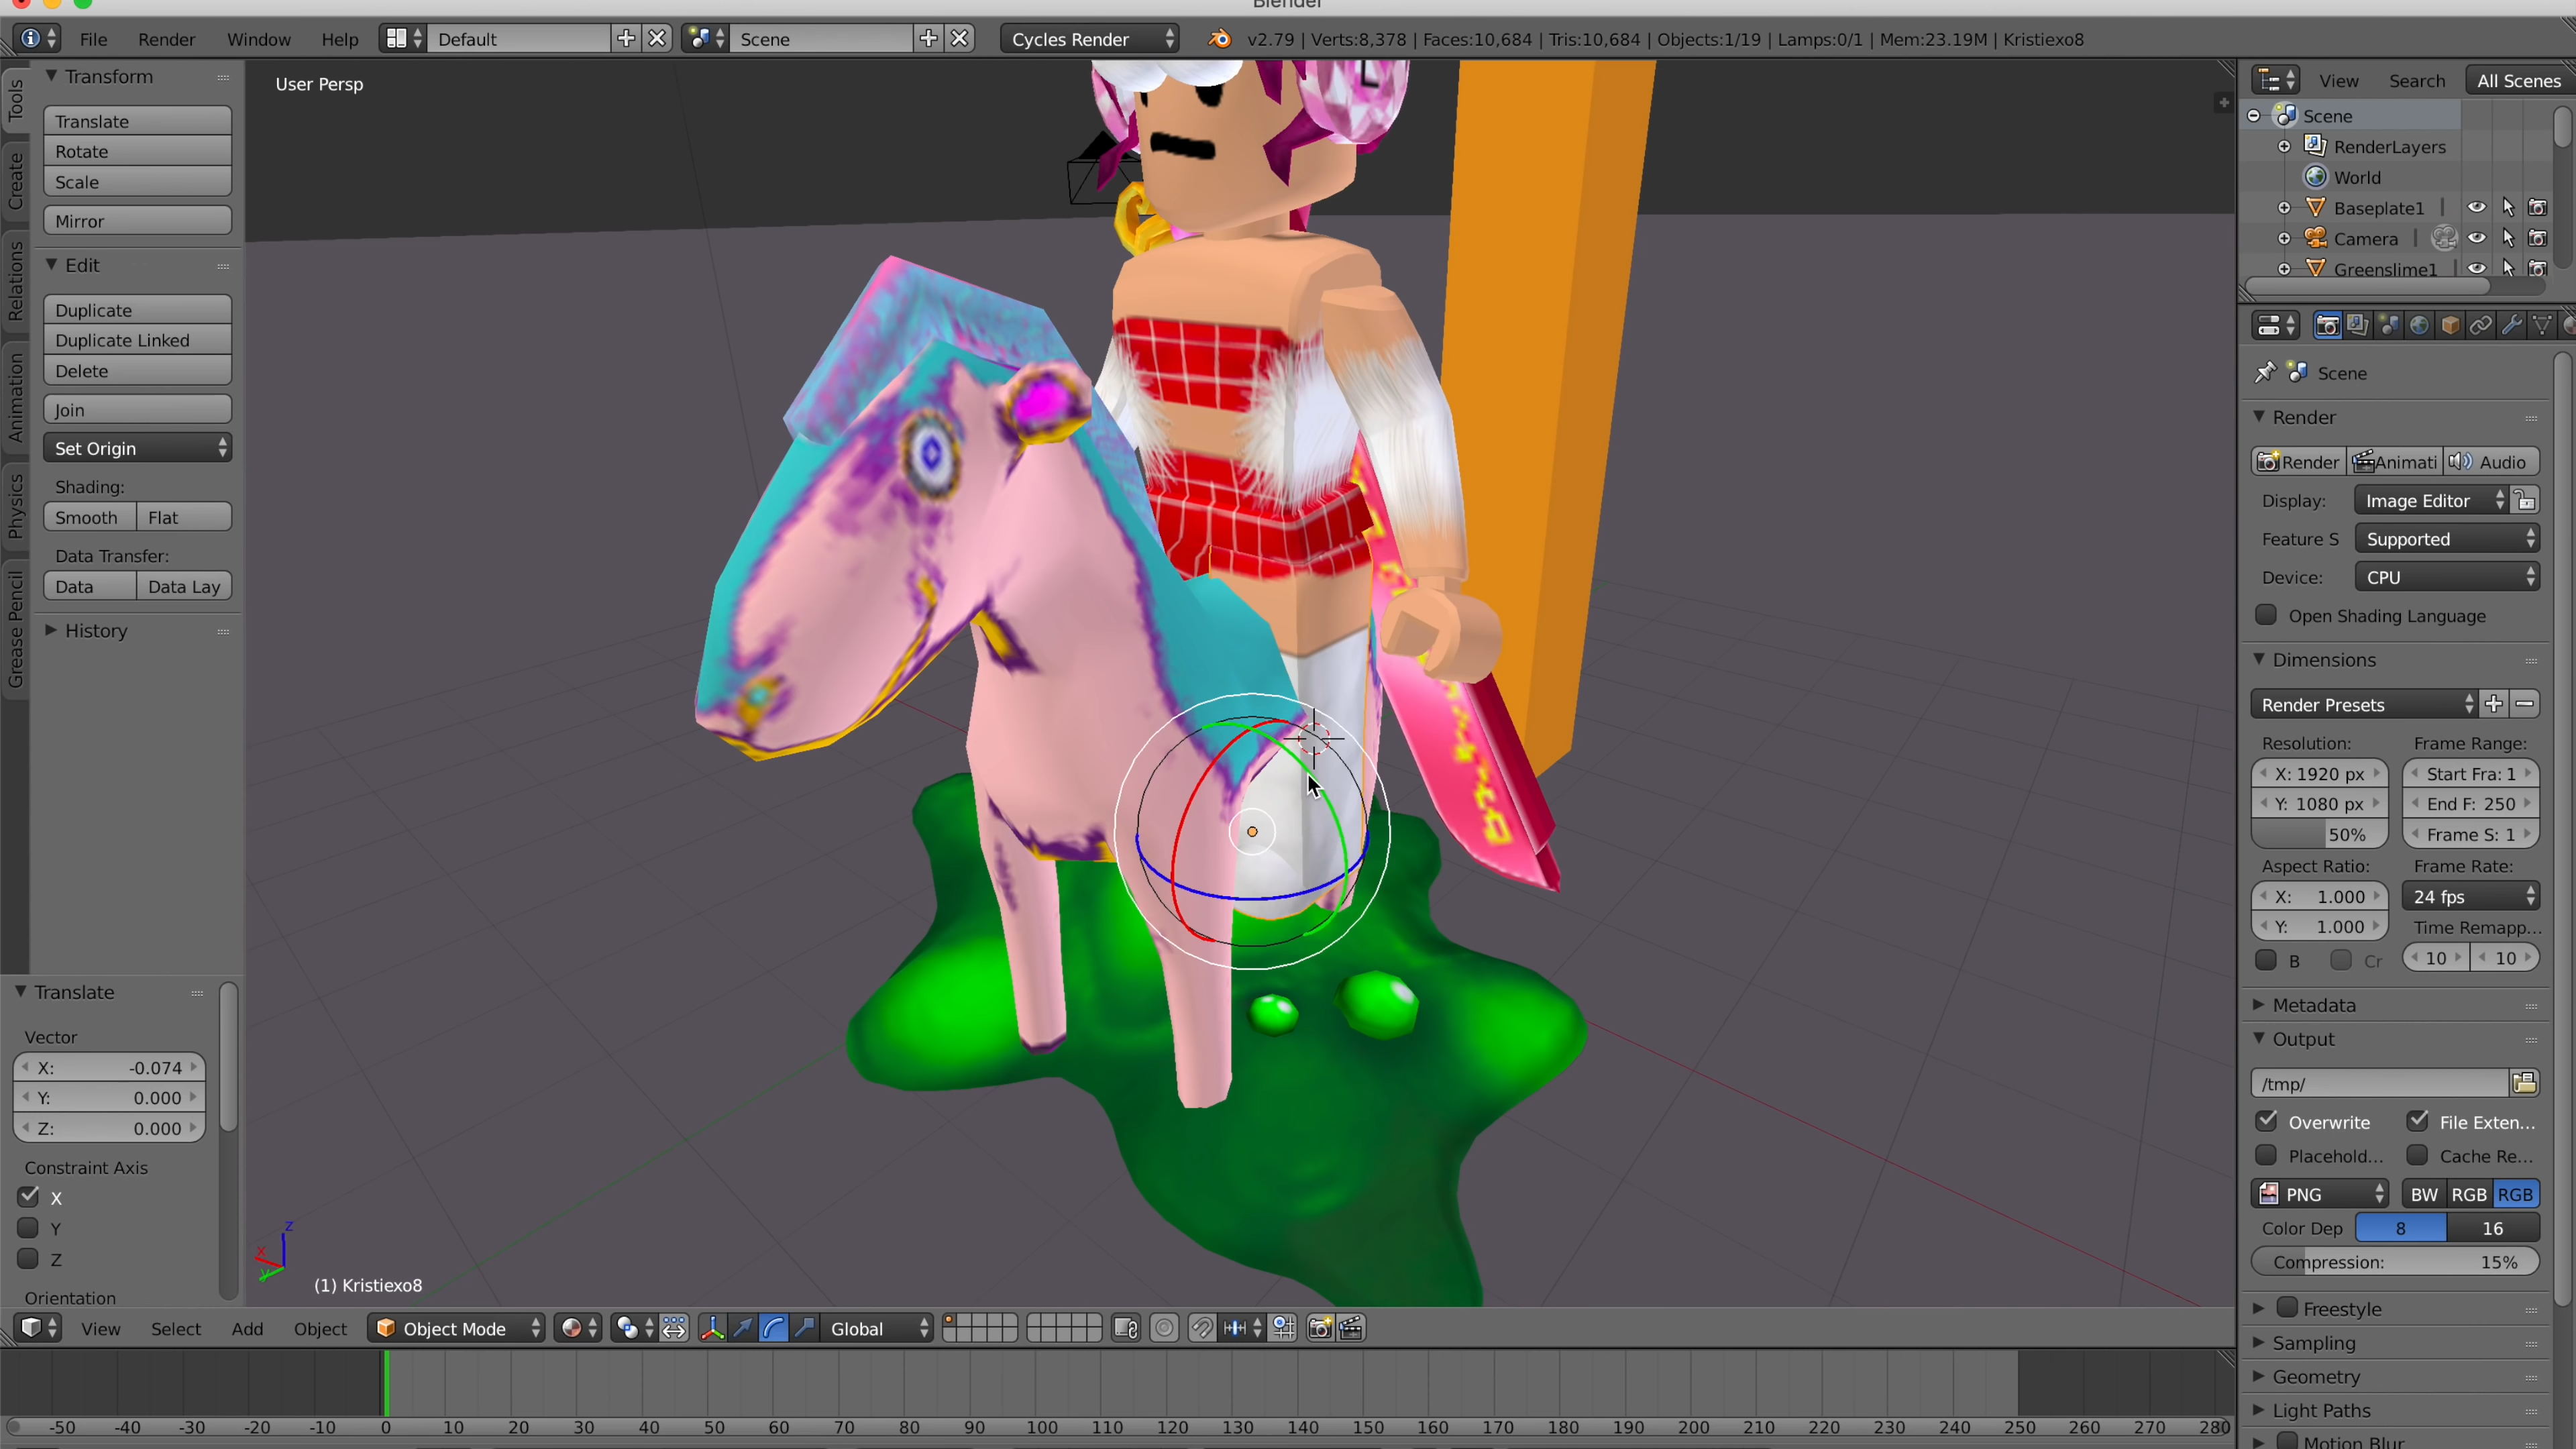 Blender
File Render Window Help Default Scene Cycles Render v2.79 | Verts:8,378 | Faces:10,684 | Tris:10,684 | Objects:1/19 | Lamps:0/1 | Mem:23.19M | Kristiexo8
Tools
Create
Relations
Animation
Physics
Grease Pencil
Transform
Translate
Rotate
Scale
Mirror
Edit
Duplicate
Duplicate Linked
Delete
Join
Set Origin
Shading:
Smooth Flat
Data Transfer:
Data Data Lay
History
Translate
Vector
X: -0.074
Y: 0.000
Z: 0.000
Constraint Axis
X
Y
Z
Orientation
User Persp
z
x
y
(1) Kristiexo8
View Select Add Object Object Mode Global
-50 -40 -30 -20 -10 0 10 20 30 40 50 60 70 80 90 100 110 120 130 140 150 160 170 180 190 200 210 220 230 240 250 260 270 280
View Search All Scenes
Scene
RenderLayers
World
Baseplate1
Camera
Greenslime1
Scene
Render
Render Animati Audio
Display: Image Editor
Feature S Supported
Device: CPU
Open Shading Language
Dimensions
Render Presets
Resolution: Frame Range:
X: 1920 px Start Fra: 1
Y: 1080 px End F: 250
50% Frame S: 1
Aspect Ratio: Frame Rate:
X: 1.000 24 fps
Y: 1.000 Time Remapp...
B Cr 10 10
Metadata
Output
/tmp/
Overwrite File Exten...
Placehold... Cache Re...
PNG BW RGB RGB
Color Dep 8 16
Compression: 15%
Freestyle
Sampling
Geometry
Light Paths
Motion Blur